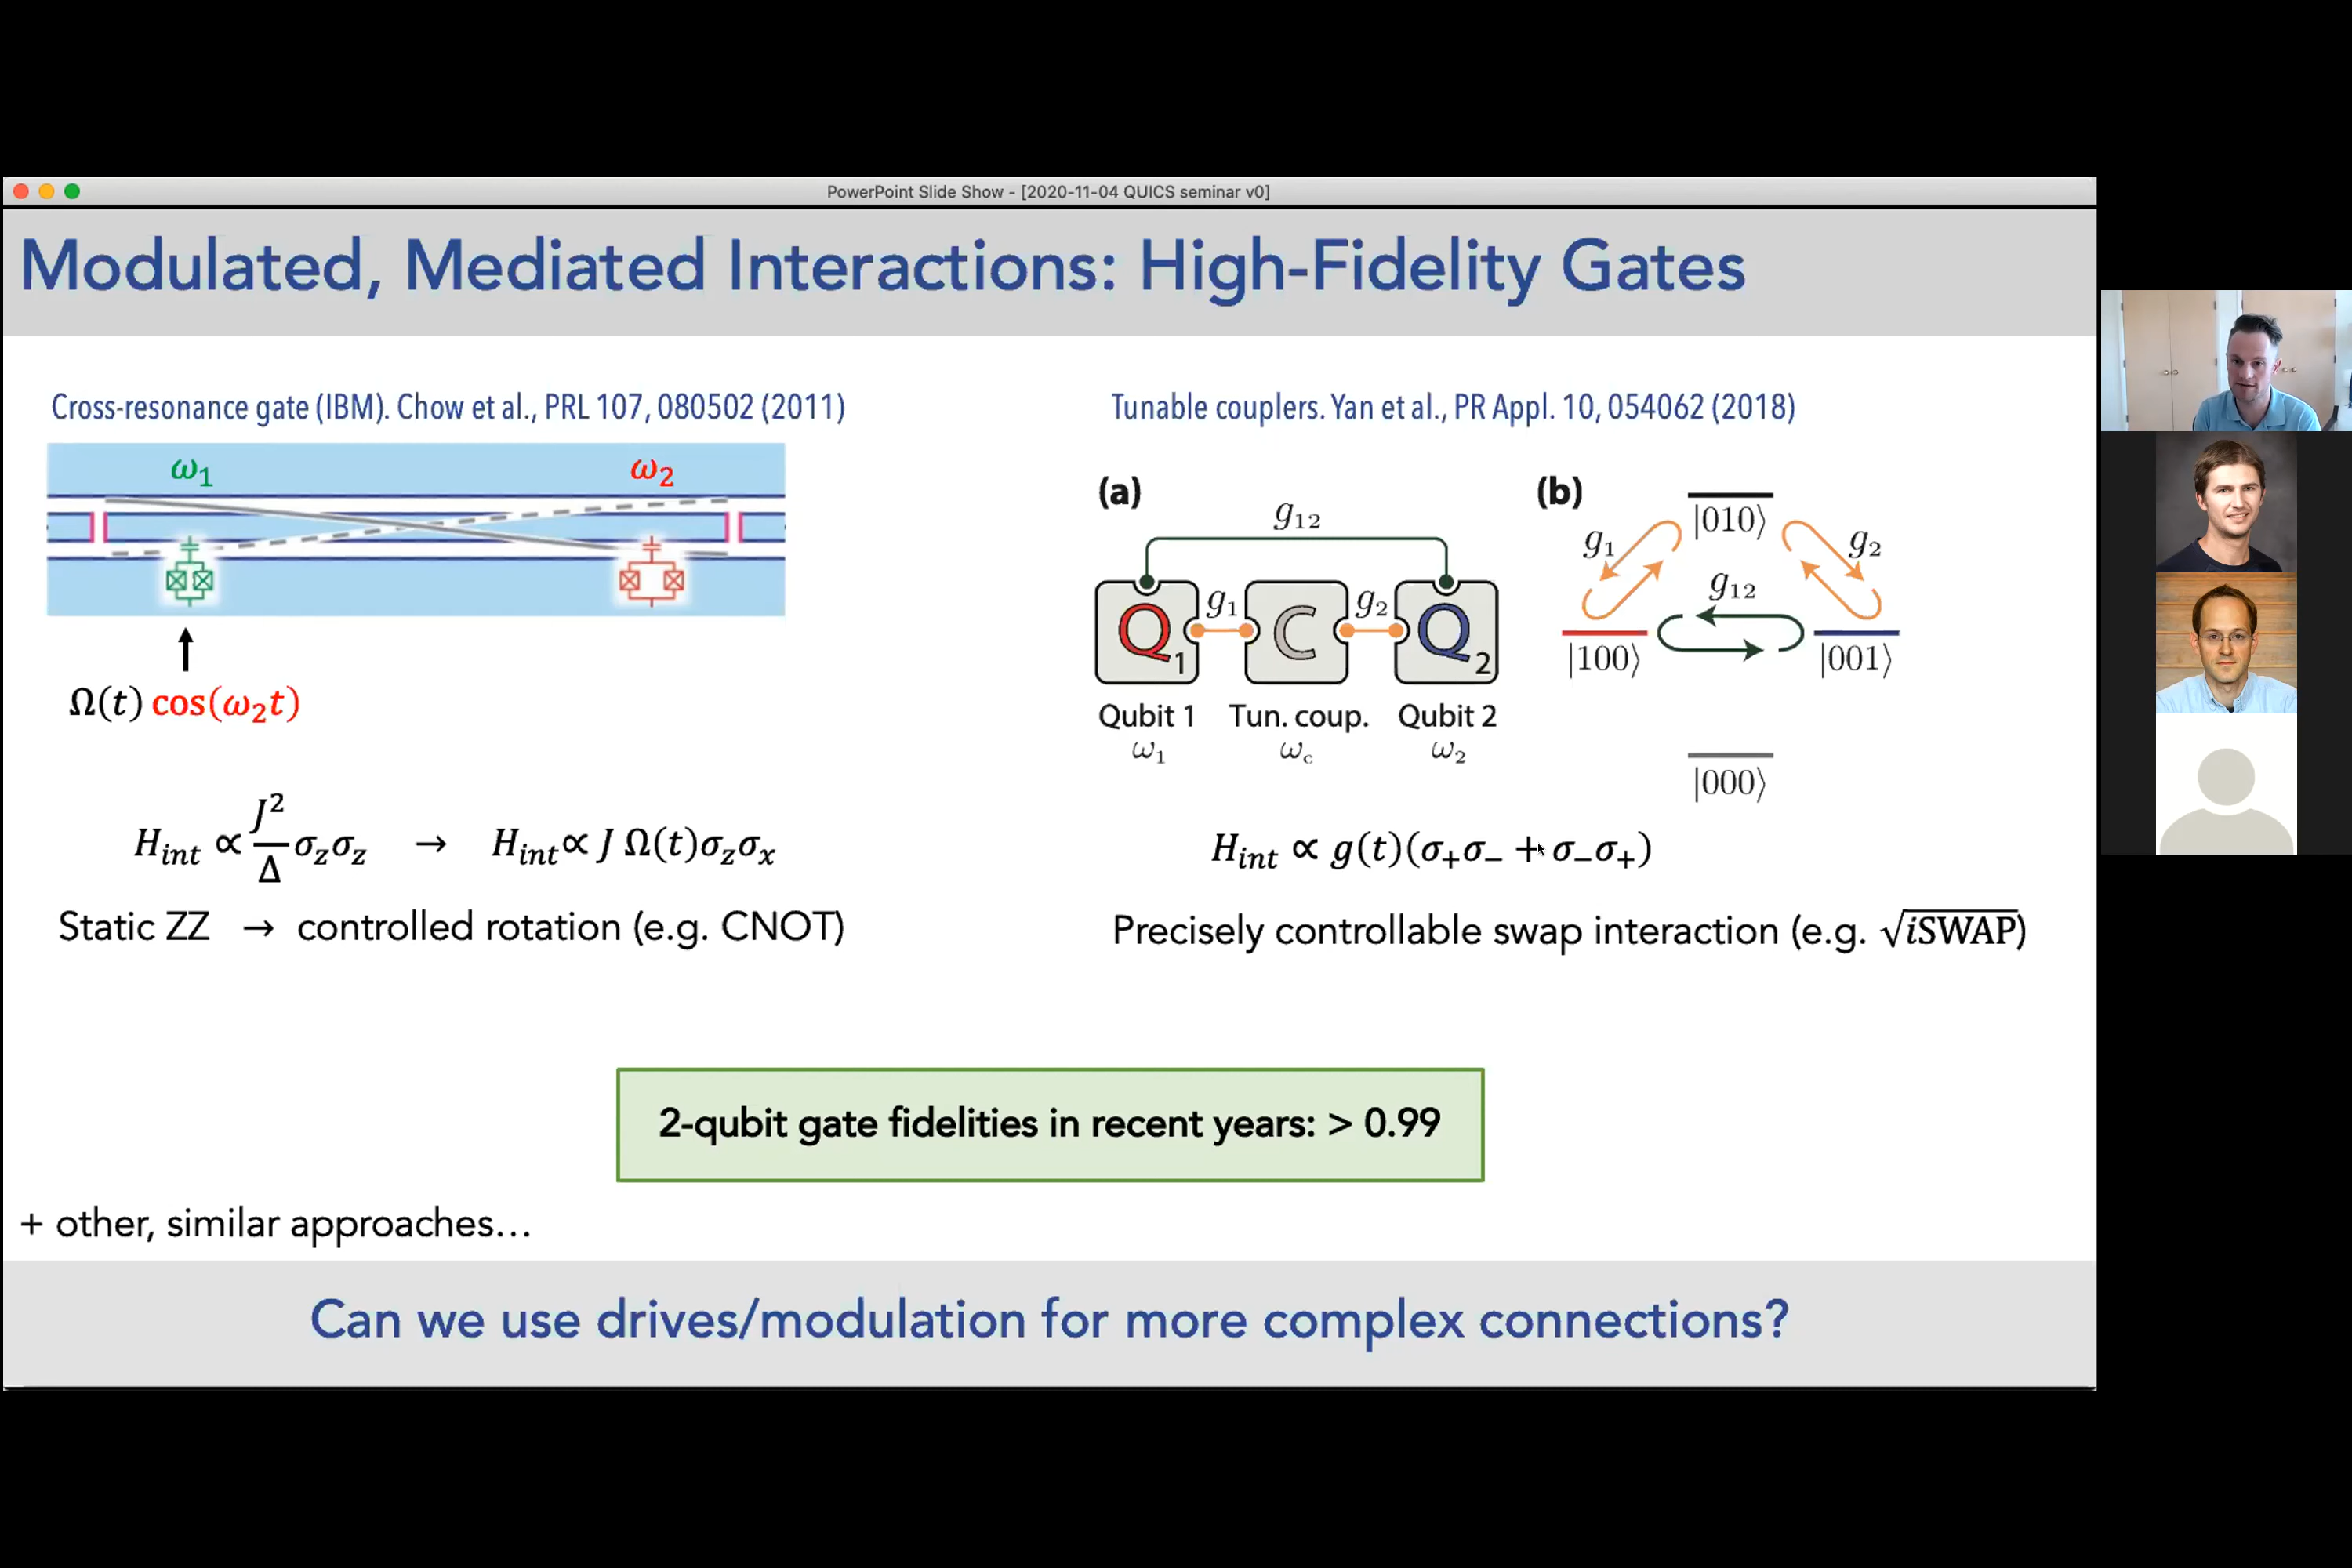 PowerPoint Slide Show - [2020-11-04 QUICS seminar v0]
Modulated, Mediated Interactions: High-Fidelity Gates
Cross-resonance gate (IBM). Chow et al., PRL 107, 080502 (2011)
ω₁ ω₂
Ω(t) cos(ω₂t)
H_int ∝ J²/Δ σ_zσ_z → H_int ∝ J Ω(t)σ_zσ_x
Static ZZ → controlled rotation (e.g. CNOT)
Tunable couplers. Yan et al., PR Appl. 10, 054062 (2018)
(a)
g₁₂
Q₁ g₁ C g₂ Q₂
Qubit 1 Tun. coup. Qubit 2
ω₁ ω_c ω₂
(b)
|010⟩
g₁ g₂
g₁₂
|100⟩ |001⟩
|000⟩
H_int ∝ g(t)(σ₊σ₋ + σ₋σ₊)
Precisely controllable swap interaction (e.g. √iSWAP)
2-qubit gate fidelities in recent years: > 0.99
+ other, similar approaches…
Can we use drives/modulation for more complex connections?